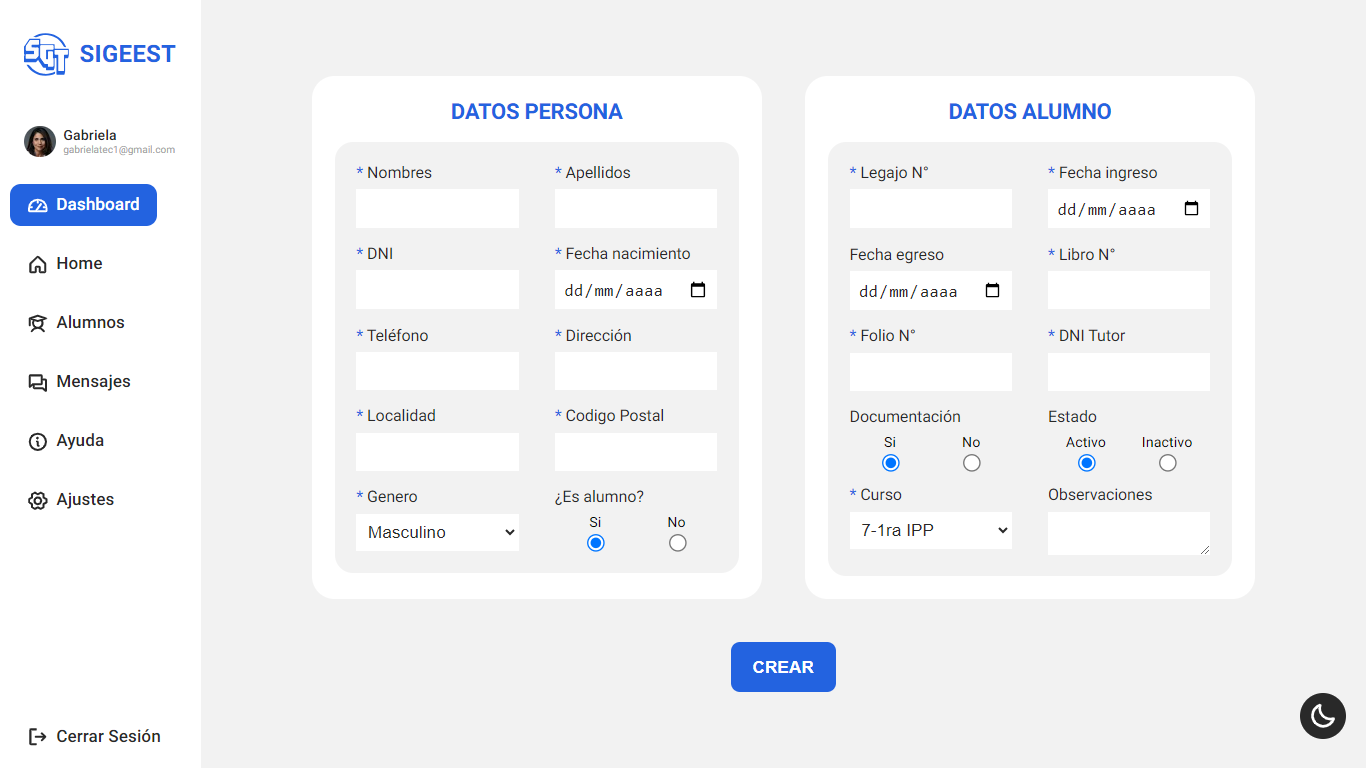 SGT SIGEEST
Gabriela
gabrielatec1@gmail.com
Dashboard
Home
Alumnos
Mensajes
Ayuda
Ajustes
Cerrar Sesión
DATOS PERSONA
* Nombres
* Apellidos
* DNI
* Fecha nacimiento
dd/mm/aaaa
* Teléfono
* Dirección
* Localidad
* Codigo Postal
* Genero
Masculino
¿Es alumno?
Si No
DATOS ALUMNO
* Legajo N°
* Fecha ingreso
dd/mm/aaaa
Fecha egreso
dd/mm/aaaa
* Libro N°
* Folio N°
* DNI Tutor
Documentación
Si No
Estado
Activo Inactivo
* Curso
7-1ra IPP
Observaciones
CREAR